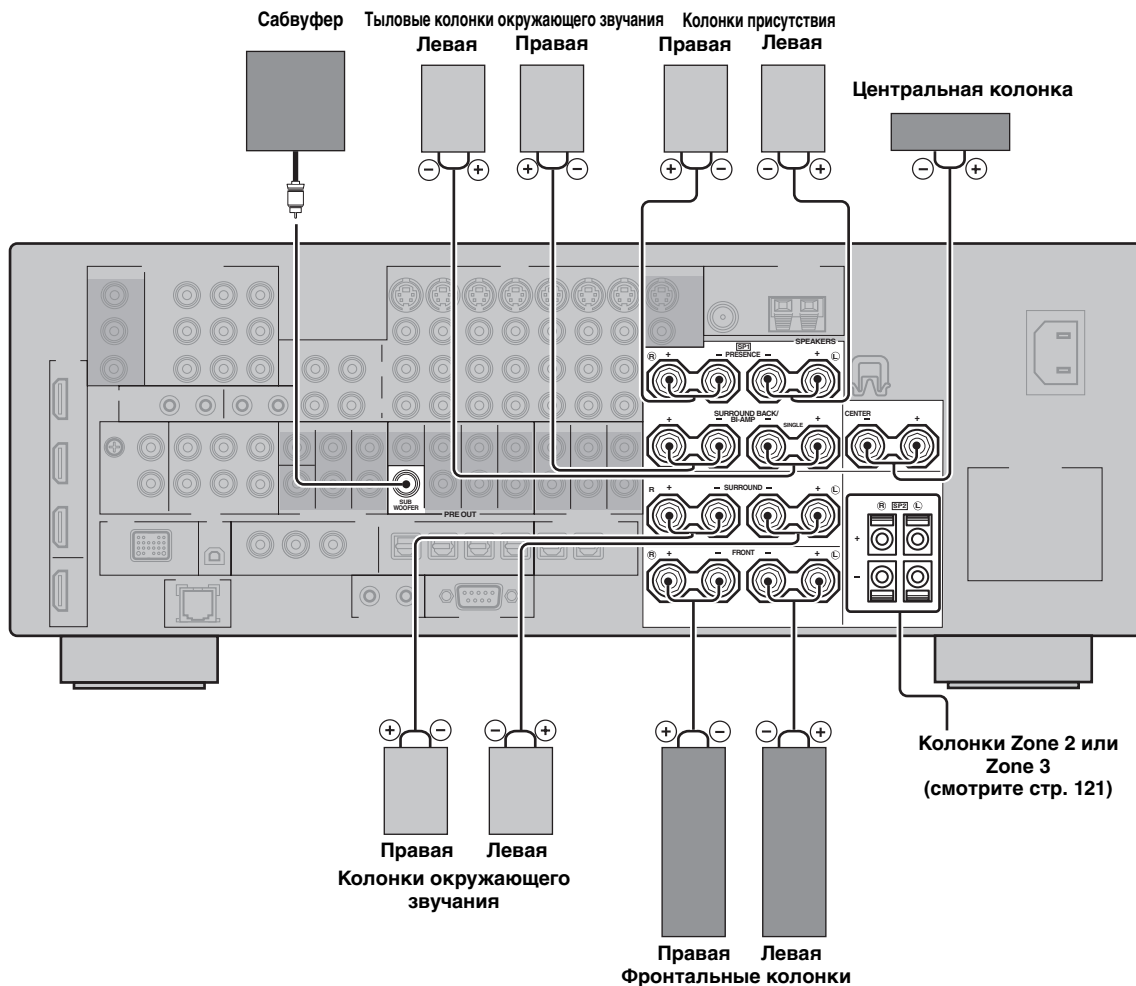 Сабвуфер
Тыловые колонки окружающего звучания
Левая Правая
Колонки присутствия
Правая Левая
Центральная колонка
− + + − + − − + − +
SP1 SPEAKERS
R + − PRESENCE − + L
SURROUND BACK/
BI-AMP
+ − SINGLE − +
CENTER
− +
SUB
WOOFER
PRE OUT
R + − SURROUND − + L
R SP2 L
+
−
R + − FRONT − + L
+ − − + + − − +
Колонки Zone 2 или
Zone 3
(смотрите стр. 121)
Правая Левая
Колонки окружающего
звучания
Правая Левая
Фронтальные колонки